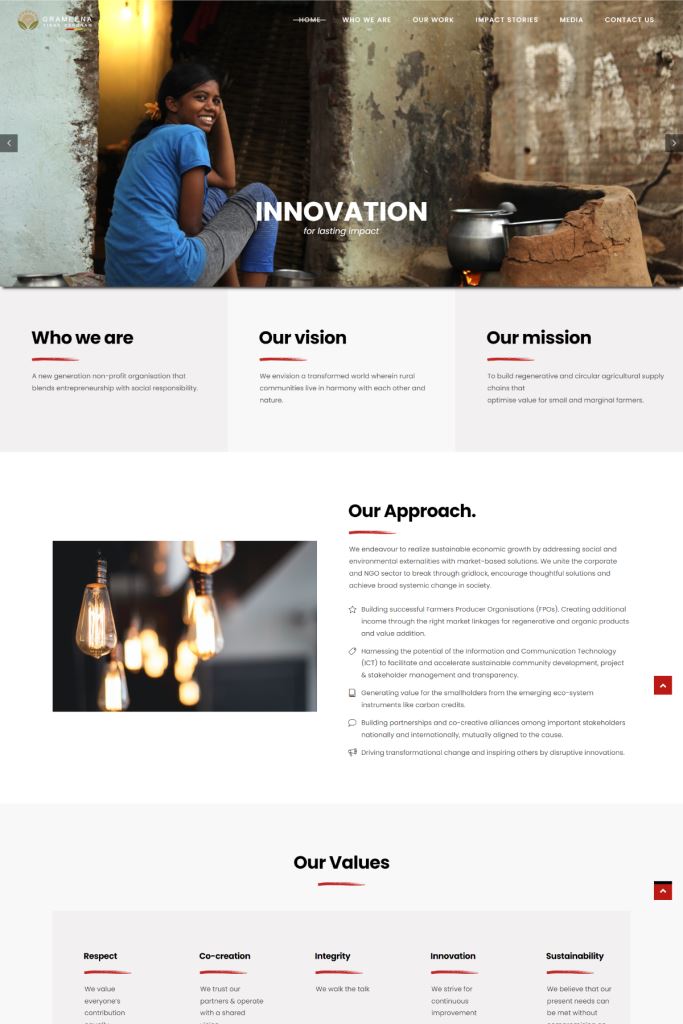 GRAMEENA
VIKAS KENDRAM
HOME
WHO WE ARE
OUR WORK
IMPACT STORIES
MEDIA
CONTACT US
INNOVATION
for lasting impact
Who we are
A new generation non-profit organisation that
blends entrepreneurship with social responsibility.
Our vision
We envision a transformed world wherein rural
communities live in harmony with each other and
nature.
Our mission
To build regenerative and circular agricultural supply
chains that
optimise value for small and marginal farmers.
Our Approach.
We endeavour to realize sustainable economic growth by addressing social and
environmental externalities with market-based solutions. We unite the corporate
and NGO sector to break through gridlock, encourage thoughtful solutions and
achieve broad systemic change in society.
Building successful Farmers Producer Organisations (FPOs). Creating additional
income through the right market linkages for regenerative and organic products
and value addition.
Harnessing the potential of the Information and Communication Technology
(ICT) to facilitate and accelerate sustainable community development, project
& stakeholder management and transparency.
Generating value for the smallholders from the emerging eco-system
instruments like carbon credits.
Building partnerships and co-creative alliances among important stakeholders
nationally and internationally, mutually aligned to the cause.
Driving transformational change and inspiring others by disruptive innovations.
Our Values
Respect
We value
everyone's
contribution
Co-creation
We trust our
partners & operate
with a shared
Integrity
We walk the talk
Innovation
We strive for
continuous
improvement
Sustainability
We believe that our
present needs can
be met without